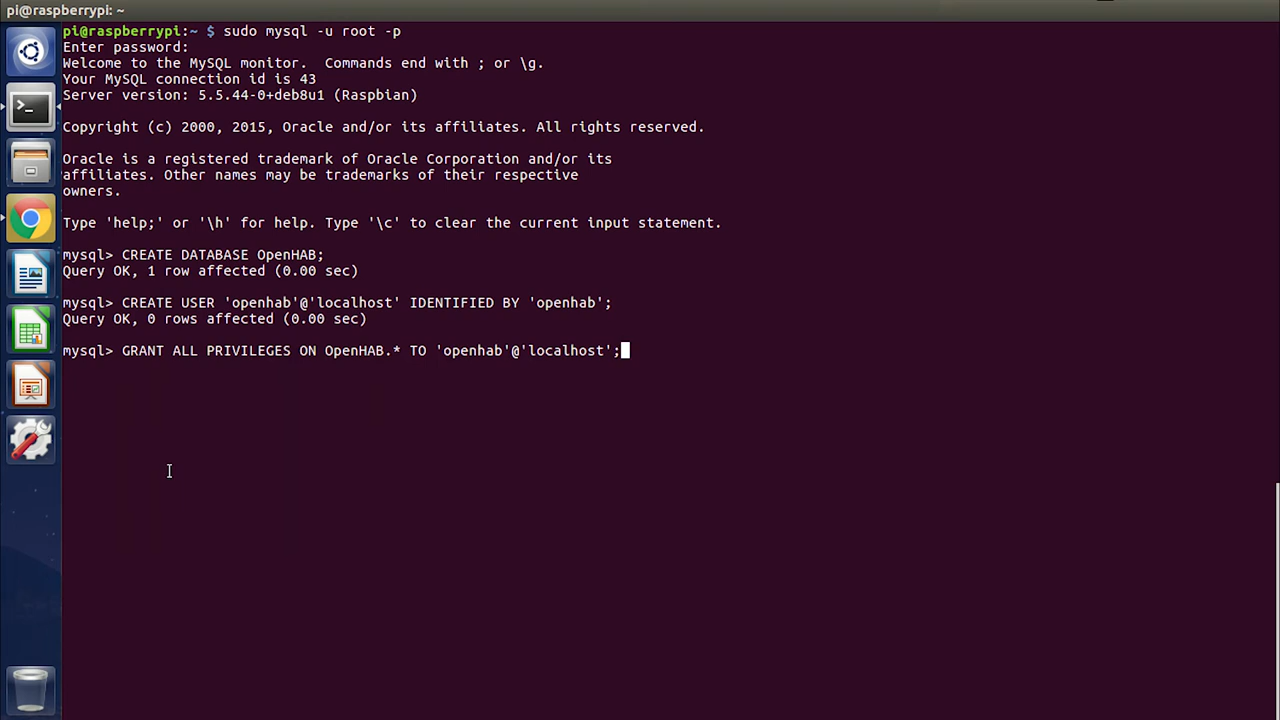 pi@raspberrypi: ~
pi@raspberrypi:~ $ sudo mysql -u root -p
Enter password:
Welcome to the MySQL monitor.  Commands end with ; or \g.
Your MySQL connection id is 43
Server version: 5.5.44-0+deb8u1 (Raspbian)
Copyright (c) 2000, 2015, Oracle and/or its affiliates. All rights reserved.
Oracle is a registered trademark of Oracle Corporation and/or its
affiliates. Other names may be trademarks of their respective
owners.
Type 'help;' or '\h' for help. Type '\c' to clear the current input statement.
mysql> CREATE DATABASE OpenHAB;
Query OK, 1 row affected (0.00 sec)
mysql> CREATE USER 'openhab'@'localhost' IDENTIFIED BY 'openhab';
Query OK, 0 rows affected (0.00 sec)
mysql> GRANT ALL PRIVILEGES ON OpenHAB.* TO 'openhab'@'localhost';